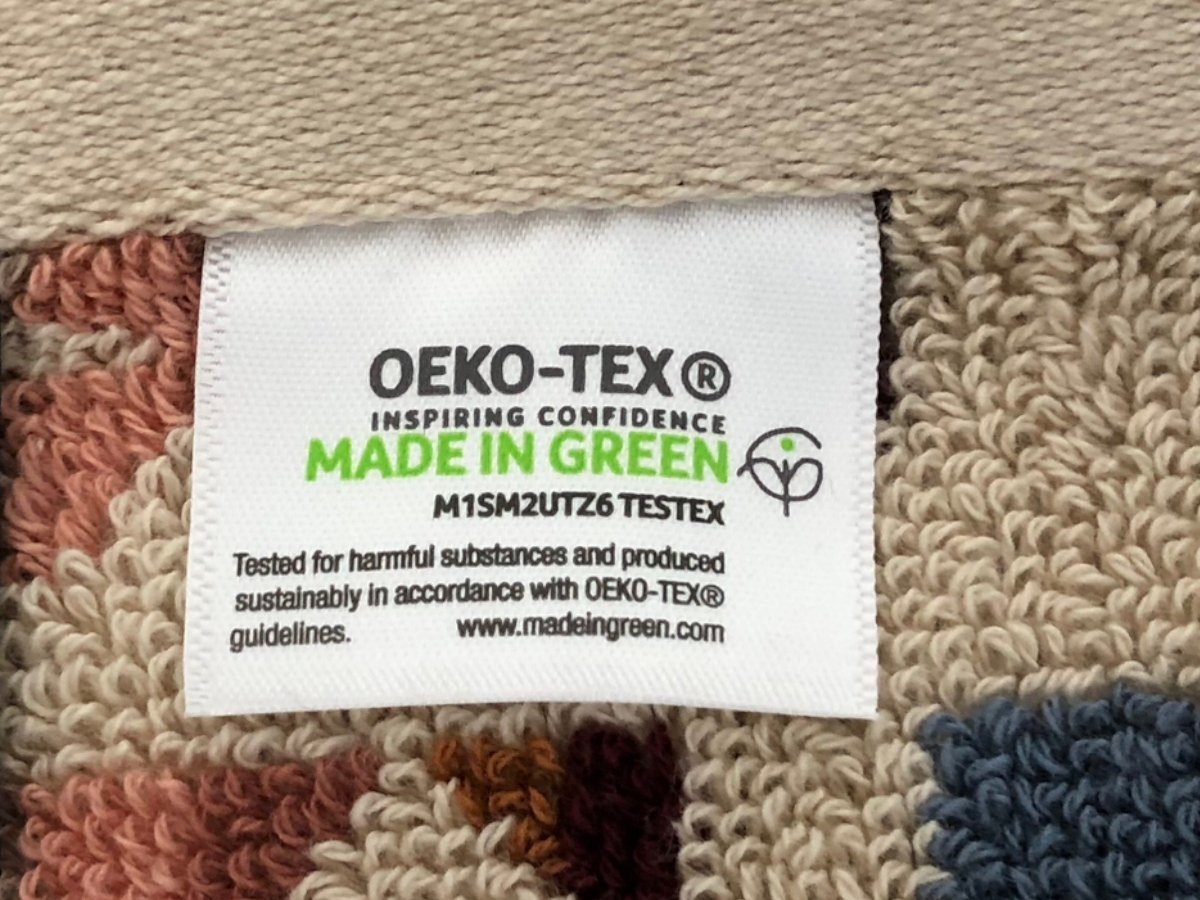 OEKO-TEX®
INSPIRING CONFIDENCE
MADE IN GREEN
M1SM2UTZ6 TESTEX
Tested for harmful substances and produced
sustainably in accordance with OEKO-TEX®
guidelines. www.madeingreen.com